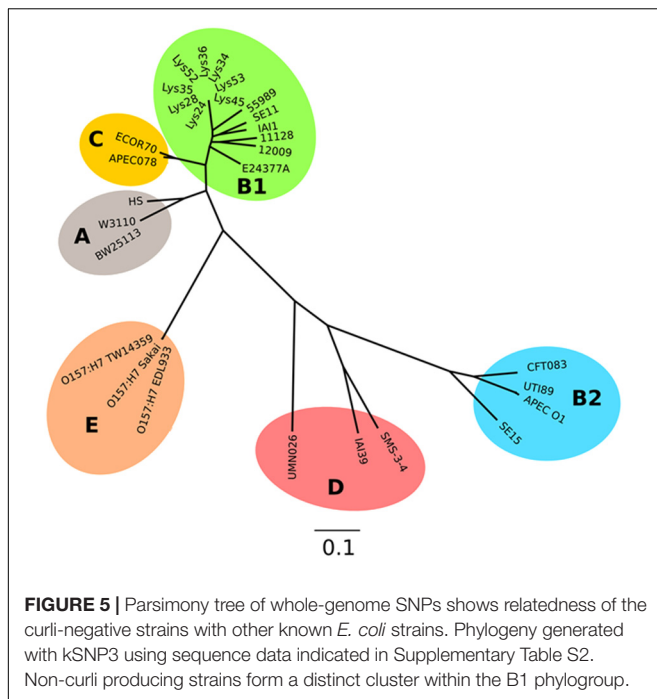 Lys36
Lys34
Lys52
Lys53
Lys35
Lys45
Lys28
Lys24
55989
SE11
IAI1
11128
12009
E24377A
B1
C
ECOR70
APEC078
HS
A
W3110
BW25113
O157:H7 TW14359
O157:H7 Sakai
O157:H7 EDL933
E
UMN026
IAI39
SMS-3-4
D
CFT083
UTI89
APEC O1
B2
SE15
0.1
FIGURE 5 | Parsimony tree of whole-genome SNPs shows relatedness of the
curli-negative strains with other known E. coli strains. Phylogeny generated
with kSNP3 using sequence data indicated in Supplementary Table S2.
Non-curli producing strains form a distinct cluster within the B1 phylogroup.